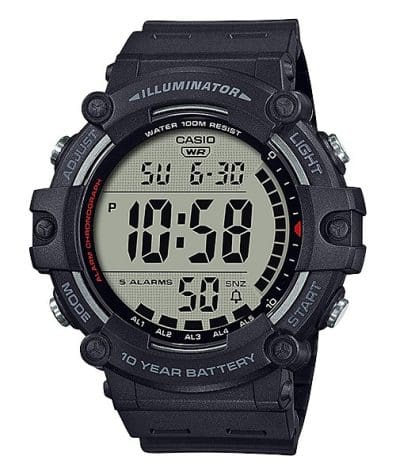 ILLUMINATOR
ADJUST
LIGHT
WATER 100M RESIST
CASIO
WR
ALARM CHRONOGRAPH
SU 6-30
P 10:58
5 ALARMS 50 SNZ
AL1 AL2 AL3 AL4 AL5
MODE
START
10 YEAR BATTERY